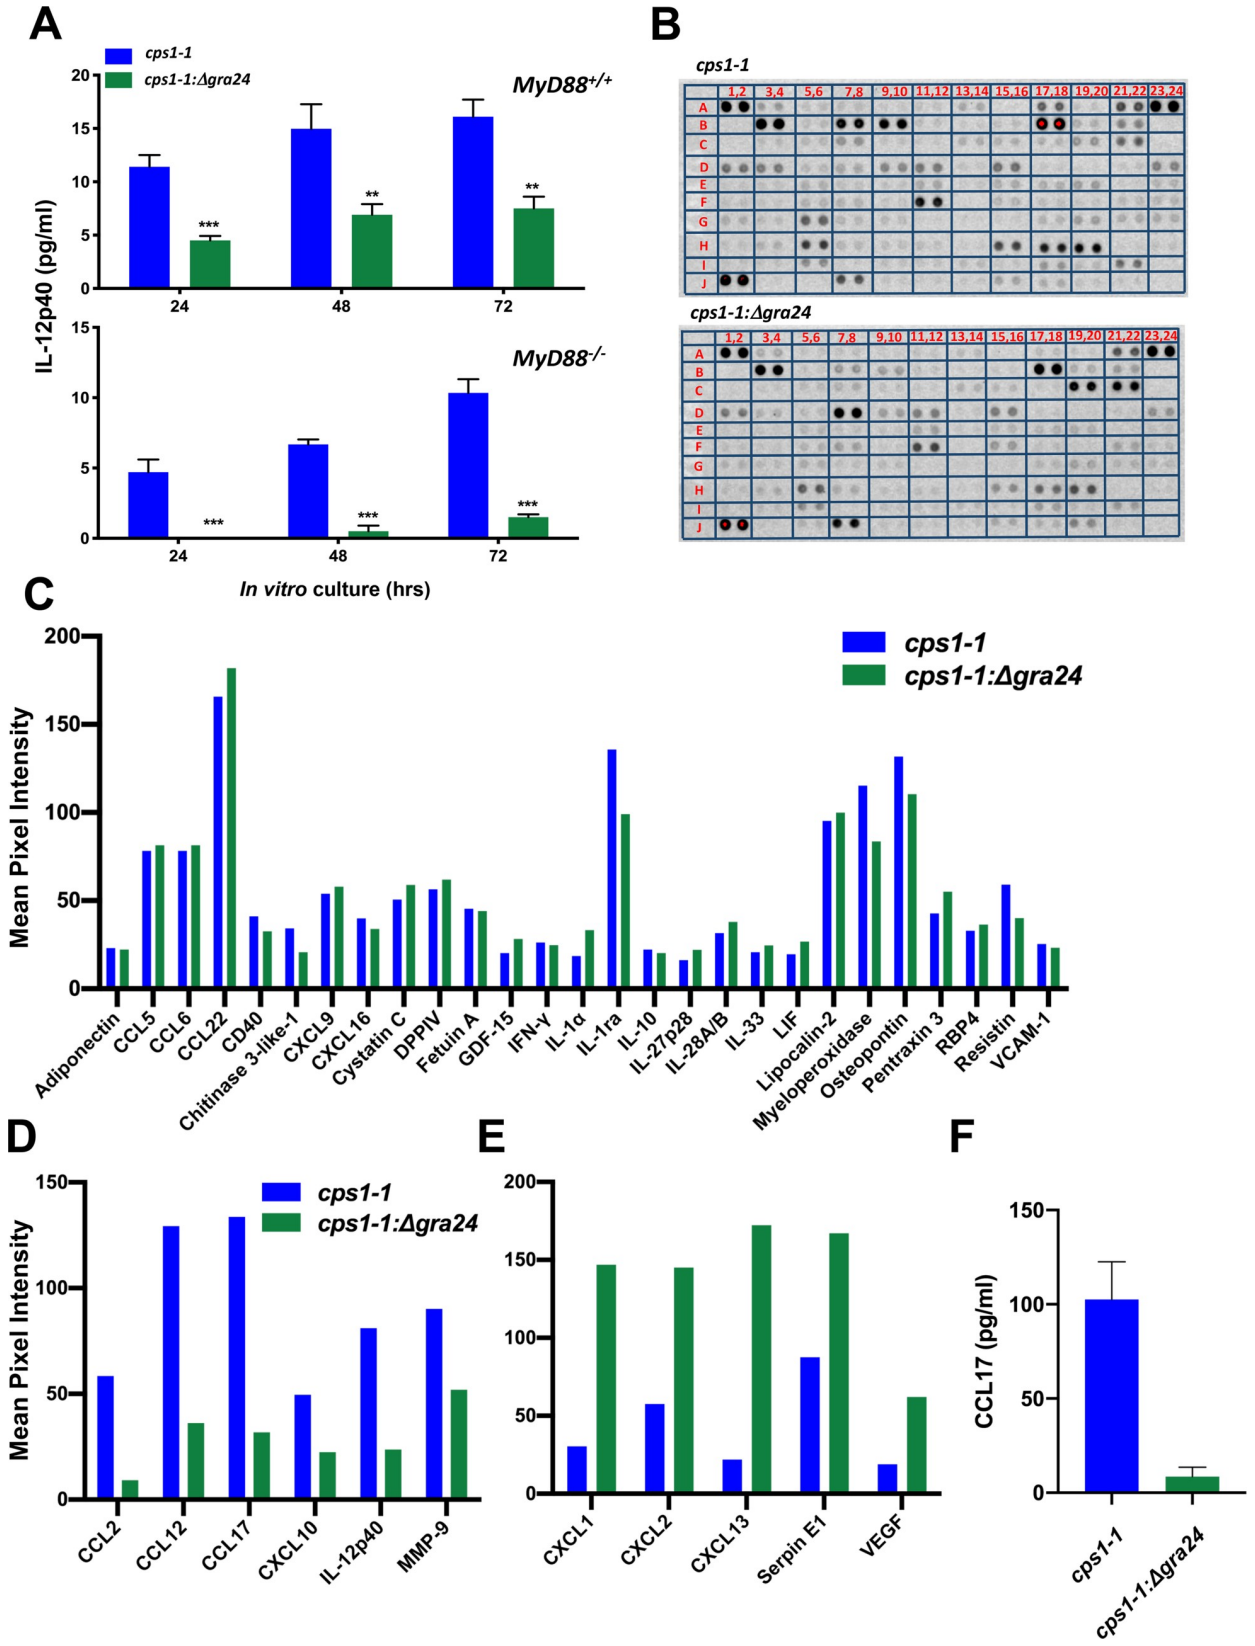 A
cps1-1
cps1-1:Δgra24
MyD88+/+
20
15
10
5
0
***
**
**
24
48
72
IL-12p40 (pg/ml)
MyD88-/-
15
10
5
0
***
***
***
24
48
72
In vitro culture (hrs)
B
cps1-1
1,2 3,4 5,6 7,8 9,10 11,12 13,14 15,16 17,18 19,20 21,22 23,24
A
B
C
D
E
F
G
H
I
J
cps1-1:Δgra24
1,2 3,4 5,6 7,8 9,10 11,12 13,14 15,16 17,18 19,20 21,22 23,24
A
B
C
D
E
F
G
H
I
J
C
cps1-1
cps1-1:Δgra24
Mean Pixel Intensity
200
150
100
50
0
Adiponectin
CCL5
CCL6
CCL22
CD40
Chitinase 3-like-1
CXCL9
CXCL16
Cystatin C
DPPIV
Fetuin A
GDF-15
IFN-γ
IL-1α
IL-1ra
IL-10
IL-27p28
IL-28A/B
IL-33
LIF
Lipocalin-2
Myeloperoxidase
Osteopontin
Pentraxin 3
RBP4
Resistin
VCAM-1
D
cps1-1
cps1-1:Δgra24
Mean Pixel Intensity
150
100
50
0
CCL2
CCL12
CCL17
CXCL10
IL-12p40
MMP-9
E
200
150
100
50
0
CXCL1
CXCL2
CXCL13
Serpin E1
VEGF
F
CCL17 (pg/ml)
150
100
50
0
cps1-1
cps1-1:Δgra24